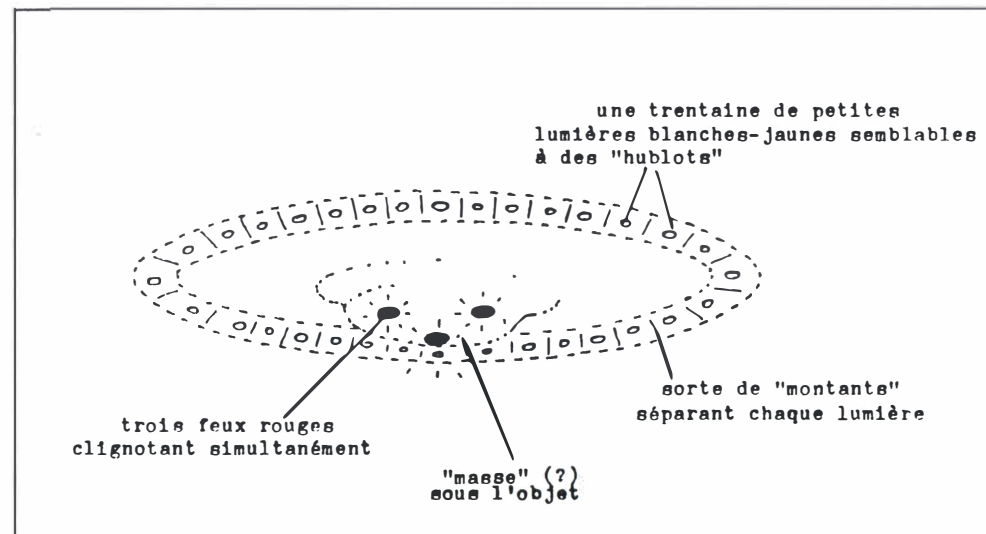 une trentaine de petites
lumières blanches-jaunes semblables
à des "hublots"
sorte de "montants"
séparant chaque lumière
trois feux rouges
clignotant simultanément
"masse" (?)
sous l'objet